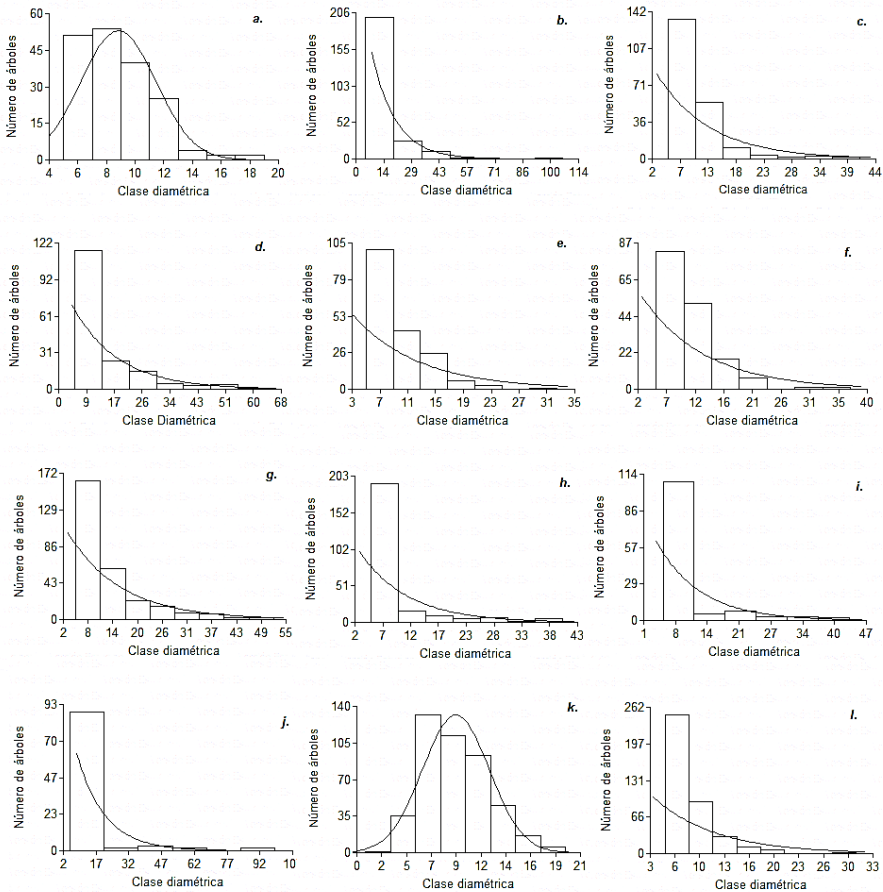 a.
Número de árboles
60
45
30
15
0
4 6 8 10 12 14 16 18 20
Clase diamétrica
b.
Número de árboles
206
155
103
52
0
0 14 29 43 57 71 86 100 114
Clase diamétrica
c.
Número de árboles
142
107
71
36
0
2 7 13 18 23 28 34 39 44
Clase diamétrica
d.
Número de árboles
122
92
61
31
0
0 9 17 26 34 43 51 60 68
Clase Diamétrica
e.
Número de árboles
105
79
53
26
0
3 7 11 15 19 23 27 31 35
Clase diamétrica
f.
Número de árboles
87
65
44
22
0
2 7 12 16 21 26 31 35 40
Clase diamétrica
g.
Número de árboles
172
129
86
43
0
2 8 14 20 28 31 37 43 49 55
Clase diamétrica
h.
Número de árboles
203
152
102
51
0
2 7 12 17 23 28 33 38 43
Clase diamétrica
i.
Número de árboles
114
86
57
29
0
1 8 14 21 27 34 40 47
Clase diamétrica
j.
Número de árboles
93
70
47
23
0
2 17 32 47 62 77 92 10
Clase diamétrica
k.
Número de árboles
140
105
70
35
0
0 2 5 7 9 12 14 16 19 21
Clase diamétrica
l.
Número de árboles
262
197
131
66
0
3 6 10 13 16 20 23 26 30 33
Clase diamétrica